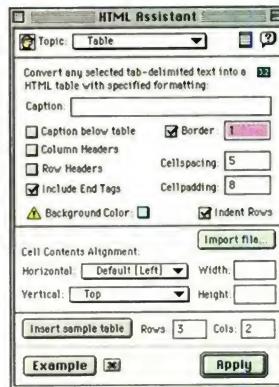 HTML Assistant
Topic: Table
Convert any selected tab-delimited text into a 3.2
HTML table with specified formatting:
Caption:
Caption below table Border: 1
Column Headers
Row Headers Cellspacing: 5
Include End Tags Cellpadding: 8
Background Color: Indent Rows
Import file...
Cell Contents Alignment:
Horizontal: Default (Left) Width:
Vertical: Top Height:
Insert sample table Rows: 3 Cols: 2
Example Apply